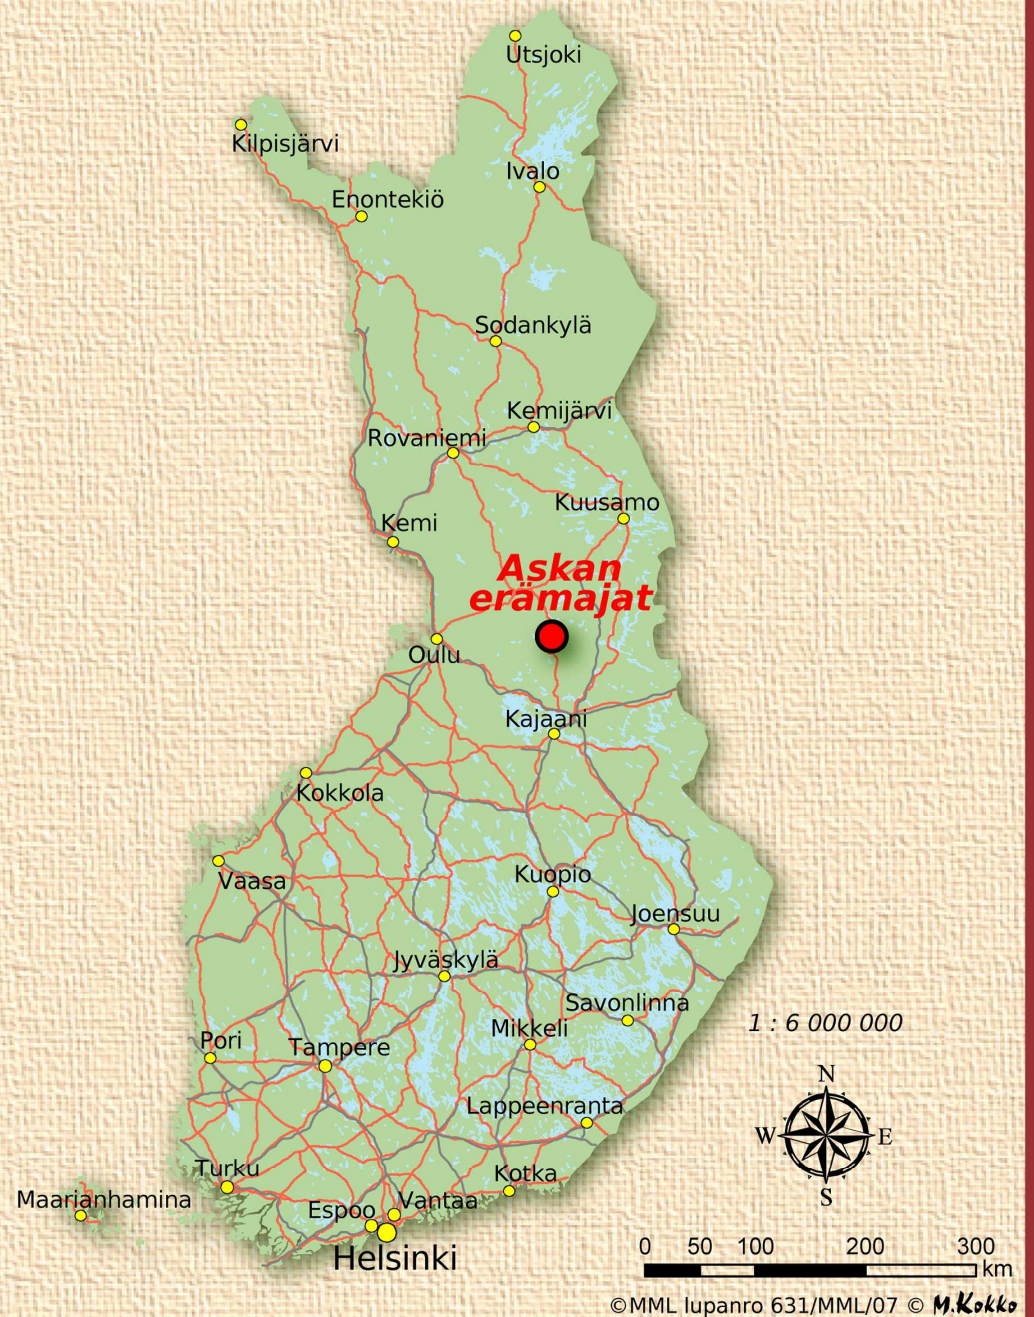 Utsjoki
Kilpisjärvi
Ivalo
Enontekiö
Sodankylä
Kemijärvi
Rovaniemi
Kuusamo
Kemi
Askan
erämajat
Oulu
Kajaani
Kokkola
Kuopio
Vaasa
Joensuu
Jyväskylä
Savonlinna
1 : 6 000 000
Mikkeli
Pori
Tampere
N
Lappeenranta
W E
Turku
Kotka
S
Maarianhamina
Vantaa
Espoo
Helsinki
0 50 100 200 300
km
©MML lupanro 631/MML/07 © M.Kokko